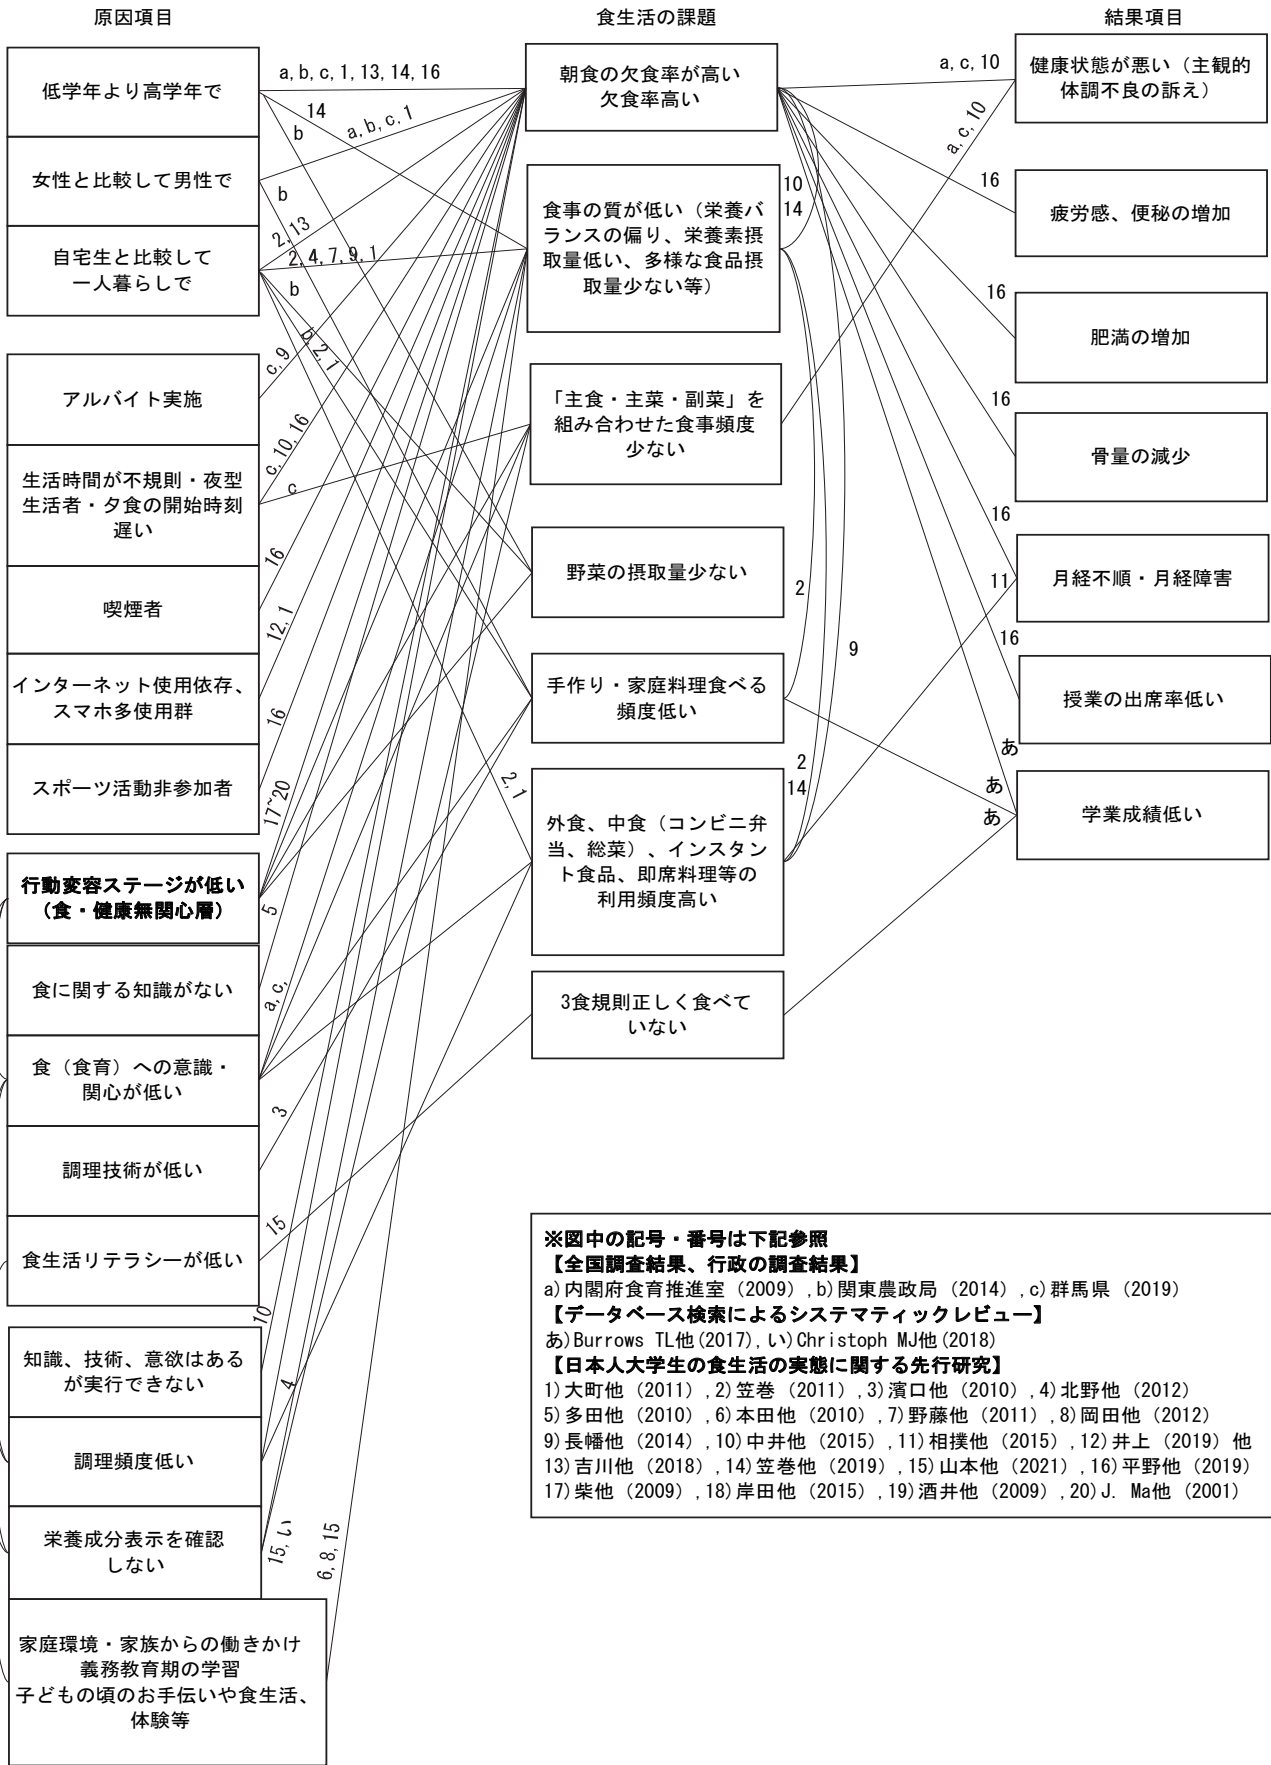 原因項目
食生活の課題
結果項目
低学年より高学年で
女性と比較して男性で
自宅生と比較して
一人暮らしで
アルバイト実施
生活時間が不規則・夜型
生活者・夕食の開始時刻
遅い
喫煙者
インターネット使用依存、
スマホ多使用群
スポーツ活動非参加者
行動変容ステージが低い
(食・健康無関心層)
食に関する知識がない
食(食育)への意識・
関心が低い
調理技術が低い
食生活リテラシーが低い
知識、技術、意欲はある
が実行できない
調理頻度低い
栄養成分表示を確認
しない
家庭環境・家族からの働きかけ
義務教育期の学習
子どもの頃のお手伝いや食生活、
体験等
a,b,c,1,13,14,16
14
b
a,b,c,1
b
2,13
2,4,7,9,1
b
b,2,1
c,9
c,10,16
c
16
12,1
16
2,1
17~20
5
a,c,
3
15
10
4
15,い
6,8,15
朝食の欠食率が高い
欠食率高い
食事の質が低い(栄養バ
ランスの偏り、栄養素摂
取量低い、多様な食品摂
取量少ない等)
「主食・主菜・副菜」を
組み合わせた食事頻度
少ない
野菜の摂取量少ない
手作り・家庭料理食べる
頻度低い
外食、中食(コンビニ弁
当、総菜)、インスタン
ト食品、即席料理等の
利用頻度高い
3食規則正しく食べて
いない
10
14
2
9
2
14
a,c,10
a,c,10
16
16
16
16
11
16
あ
あ
あ
健康状態が悪い(主観的
体調不良の訴え)
疲労感、便秘の増加
肥満の増加
骨量の減少
月経不順・月経障害
授業の出席率低い
学業成績低い
※図中の記号・番号は下記参照
【全国調査結果、行政の調査結果】
a)内閣府食育推進室(2009),b)関東農政局(2014),c)群馬県(2019)
【データベース検索によるシステマティックレビュー】
あ)Burrows TL他(2017),い)Christoph MJ他(2018)
【日本人大学生の食生活の実態に関する先行研究】
1)大町他(2011),2)笠巻(2011),3)濱口他(2010),4)北野他(2012)
5)多田他(2010),6)本田他(2010),7)野藤他(2011),8)岡田他(2012)
9)長幡他(2014),10)中井他(2015),11)相撲他(2015),12)井上(2019)他
13)吉川他(2018),14)笠巻他(2019),15)山本他(2021),16)平野他(2019)
17)柴他(2009),18)岸田他(2015),19)酒井他(2009),20)J. Ma他(2001)